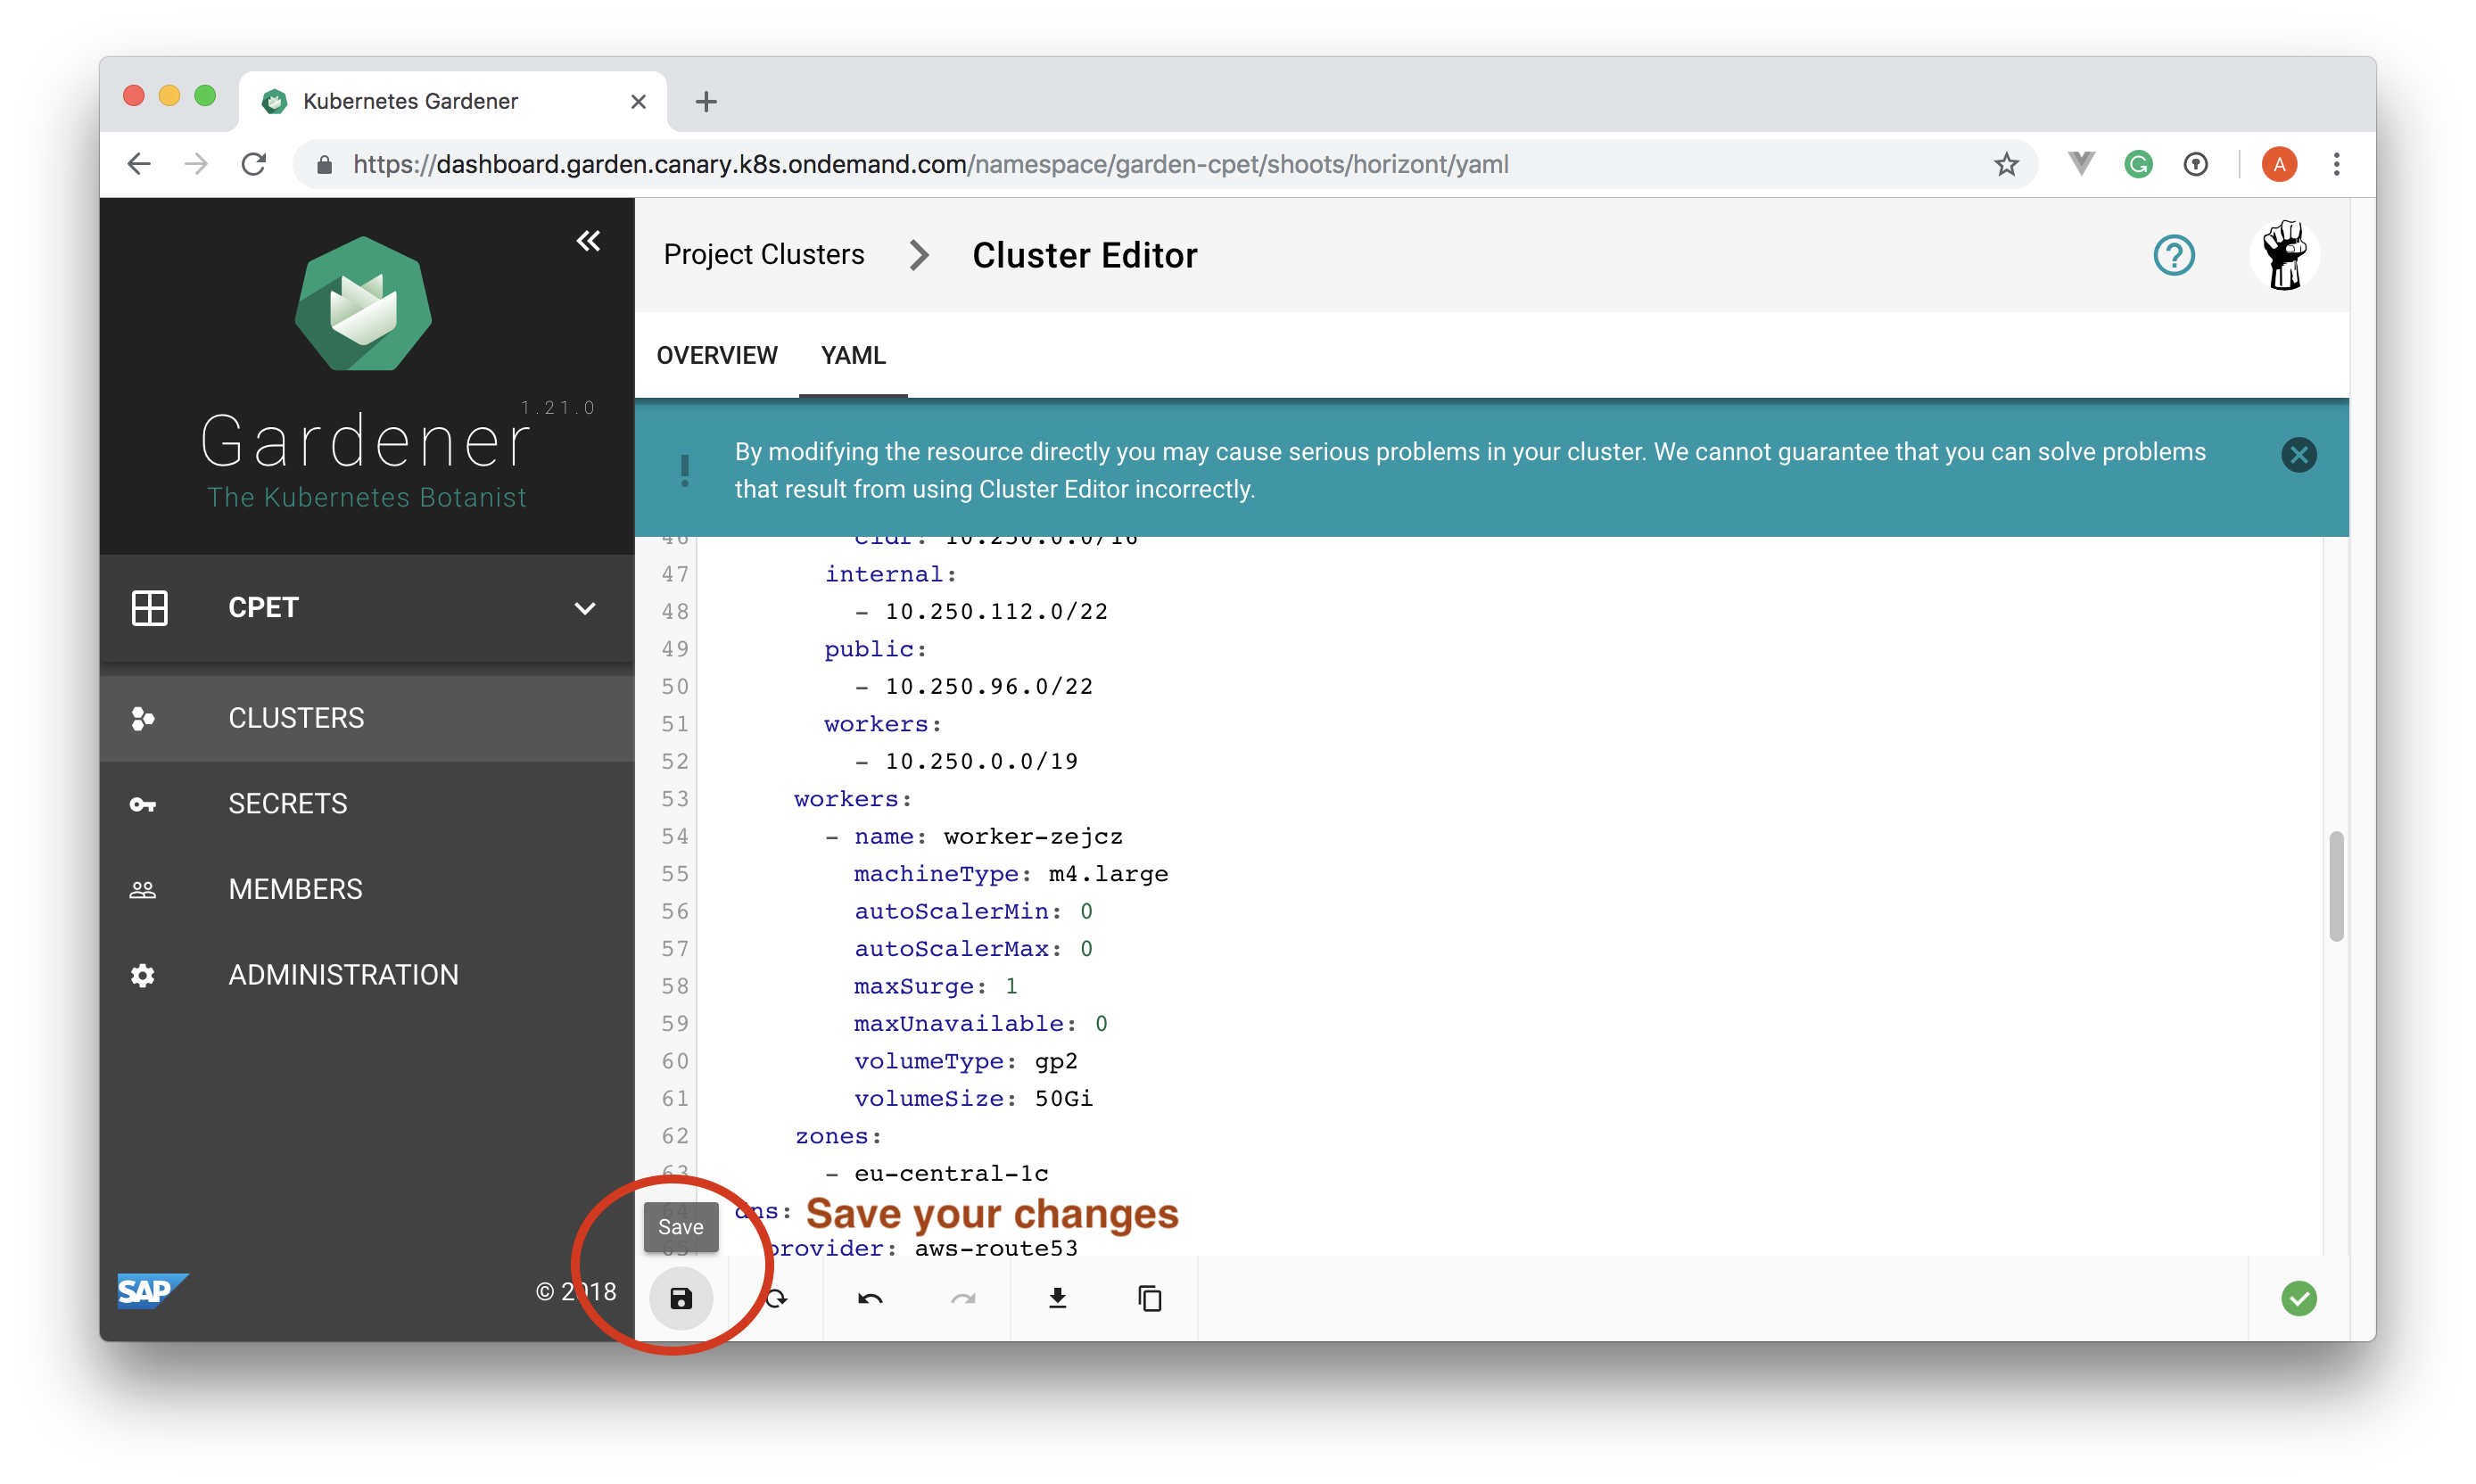 Kubernetes Gardener
https://dashboard.garden.canary.k8s.ondemand.com/namespace/garden-cpet/shoots/horizont/yaml
A
Project Clusters
Cluster Editor
1.21.0
Gardener
The Kubernetes Botanist
OVERVIEW YAML
By modifying the resource directly you may cause serious problems in your cluster. We cannot guarantee that you can solve problems
that result from using Cluster Editor incorrectly.
CPET
CLUSTERS
SECRETS
MEMBERS
ADMINISTRATION
SAP
© 2018
46 cidr: 10.250.0.0/16
47 internal:
48 - 10.250.112.0/22
49 public:
50 - 10.250.96.0/22
51 workers:
52 - 10.250.0.0/19
53 workers:
54 - name: worker-zejcz
55 machineType: m4.large
56 autoScalerMin: 0
57 autoScalerMax: 0
58 maxSurge: 1
59 maxUnavailable: 0
60 volumeType: gp2
61 volumeSize: 50Gi
62 zones:
63 - eu-central-1c
64 dns:
Save your changes
65 provider: aws-route53
Save